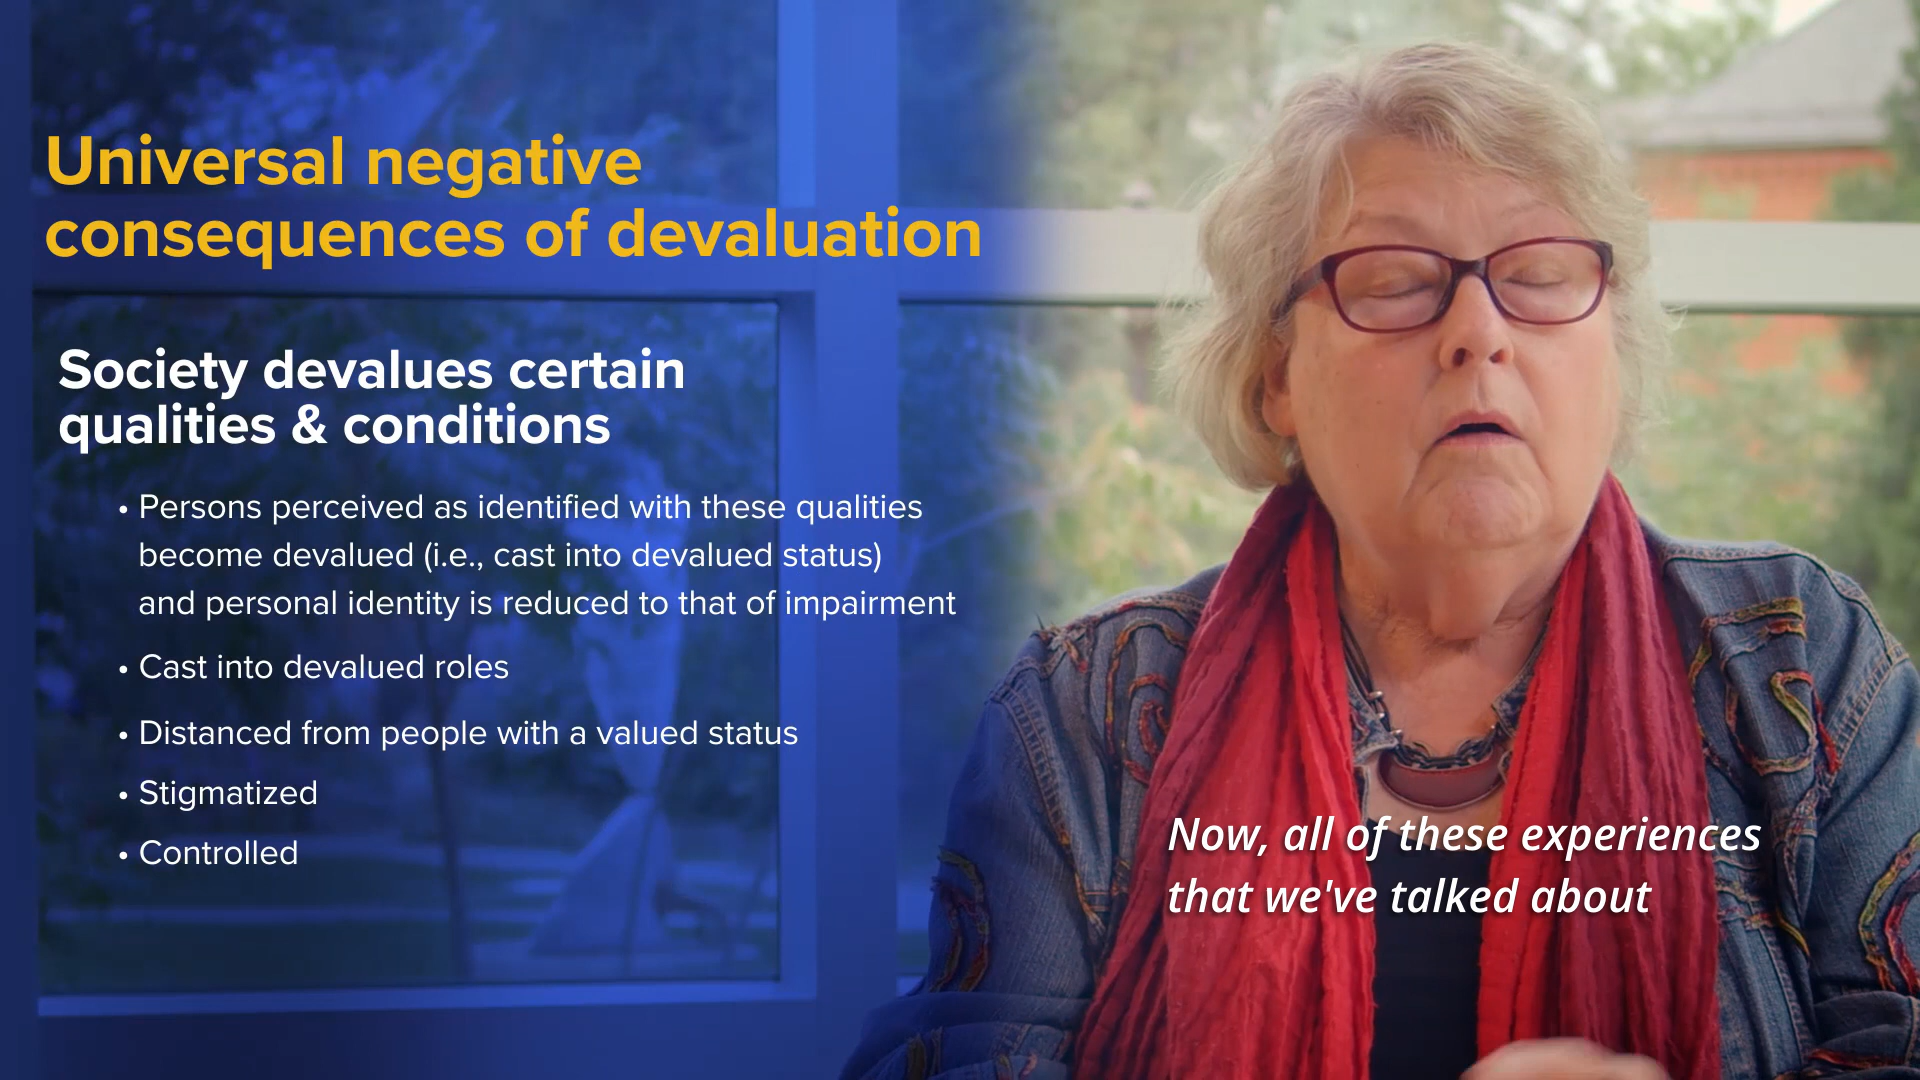 Universal negative
consequences of devaluation
Society devalues certain
qualities & conditions
• Persons perceived as identified with these qualities
become devalued (i.e., cast into devalued status)
and personal identity is reduced to that of impairment
• Cast into devalued roles
• Distanced from people with a valued status
• Stigmatized
• Controlled
Now, all of these experiences
that we've talked about